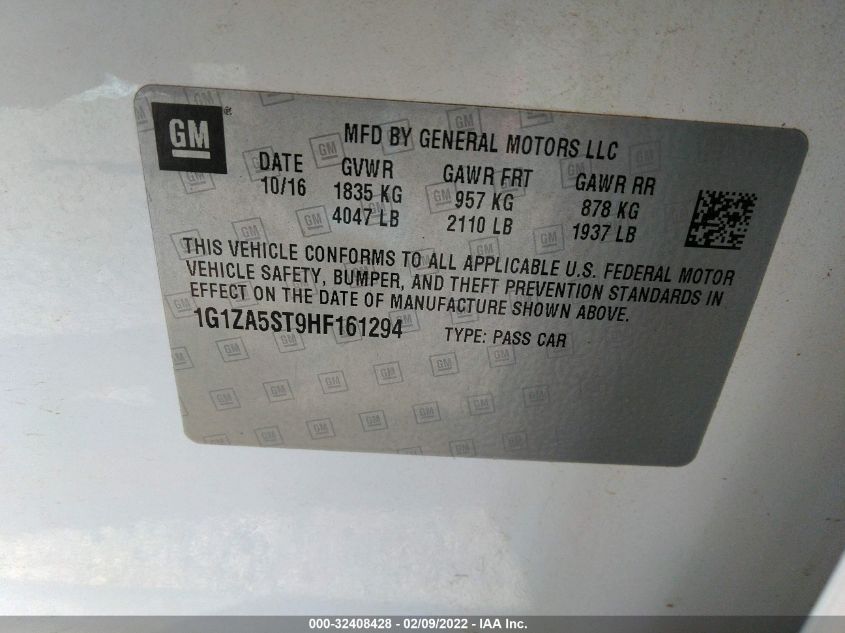 GM®
MFD BY GENERAL MOTORS LLC
DATE GVWR GAWR FRT GAWR RR
10/16 1835 KG 957 KG 878 KG
4047 LB 2110 LB 1937 LB
THIS VEHICLE CONFORMS TO ALL APPLICABLE U.S. FEDERAL MOTOR
VEHICLE SAFETY, BUMPER, AND THEFT PREVENTION STANDARDS IN
EFFECT ON THE DATE OF MANUFACTURE SHOWN ABOVE.
1G1ZA5ST9HF161294 TYPE: PASS CAR
000-32408428 - 02/09/2022 - IAA Inc.